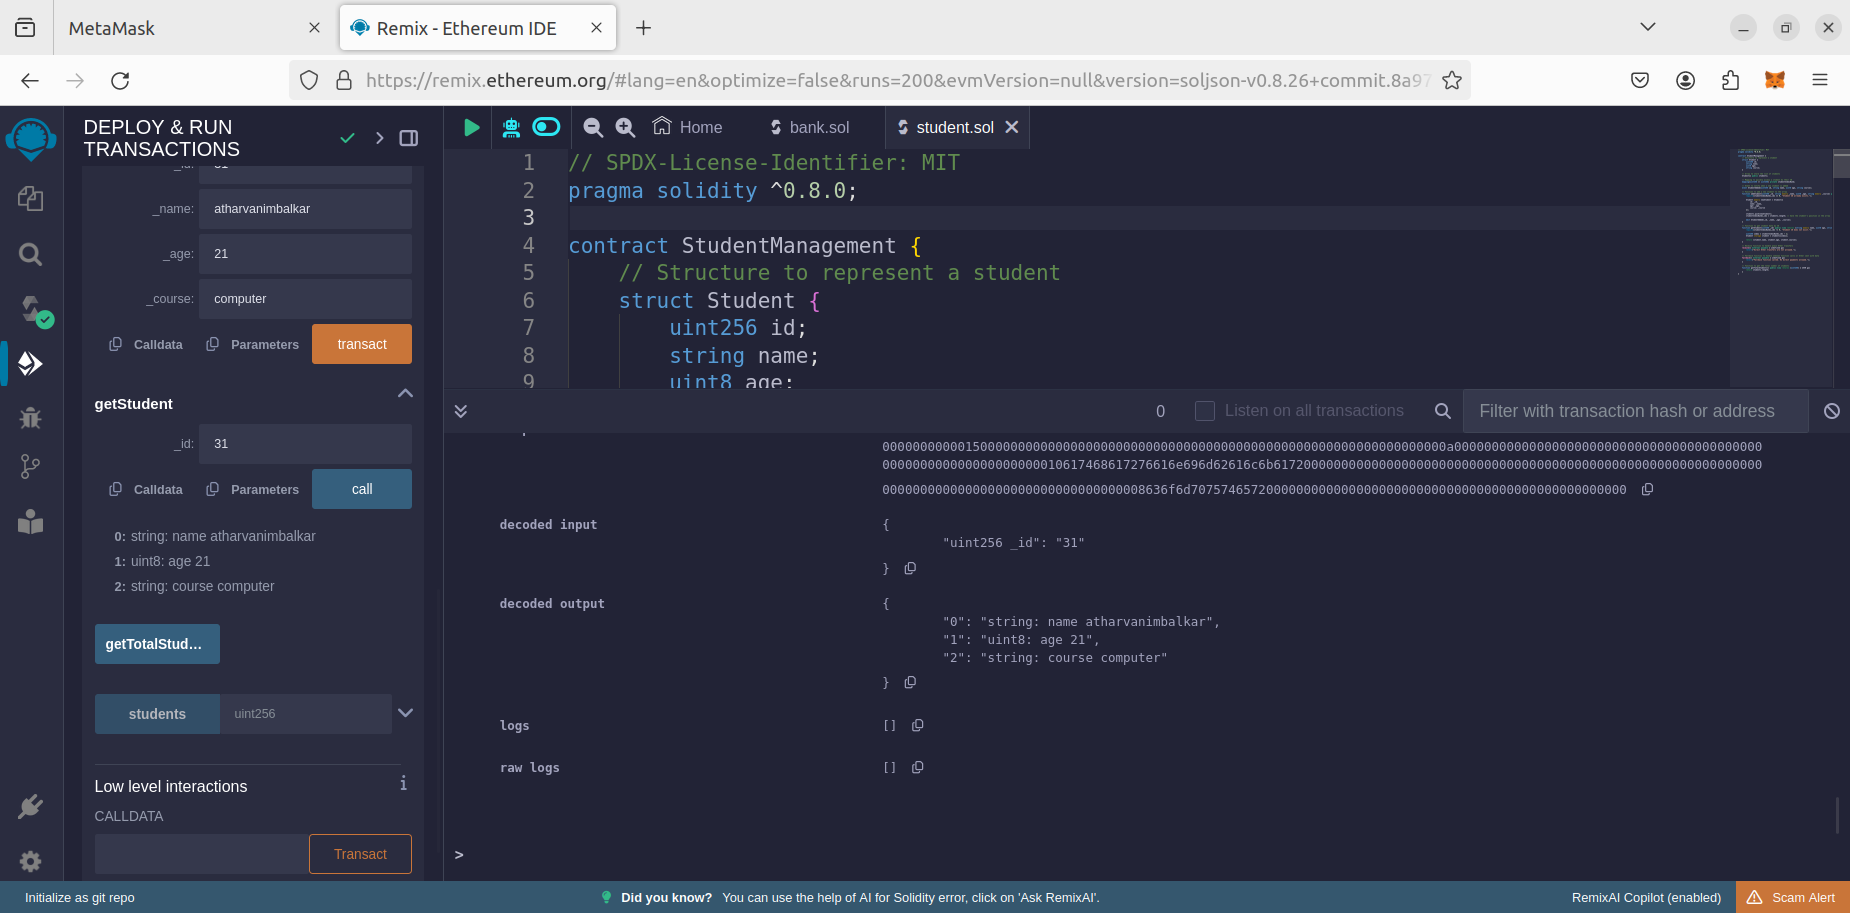 MetaMask
Remix - Ethereum IDE
https://remix.ethereum.org/#lang=en&optimize=false&runs=200&evmVersion=null&version=soljson-v0.8.26+commit.8a97
DEPLOY & RUN
TRANSACTIONS
_name: atharvanimbalkar
_age: 21
_course: computer
Calldata Parameters transact
getStudent
_id: 31
Calldata Parameters call
0: string: name atharvanimbalkar
1: uint8: age 21
2: string: course computer
getTotalStud...
students uint256
Low level interactions i
CALLDATA
Transact
Home bank.sol student.sol
1 // SPDX-License-Identifier: MIT
2 pragma solidity ^0.8.0;
3
4 contract StudentManagement {
5 // Structure to represent a student
6 struct Student {
7 uint256 id;
8 string name;
9 uint8 age;
0 Listen on all transactions Filter with transaction hash or address
decoded input {
"uint256 _id": "31"
}
decoded output {
"0": "string: name atharvanimbalkar",
"1": "uint8: age 21",
"2": "string: course computer"
}
logs []
raw logs []
>
Initialize as git repo Did you know? You can use the help of AI for Solidity error, click on 'Ask RemixAI'. RemixAI Copilot (enabled) Scam Alert